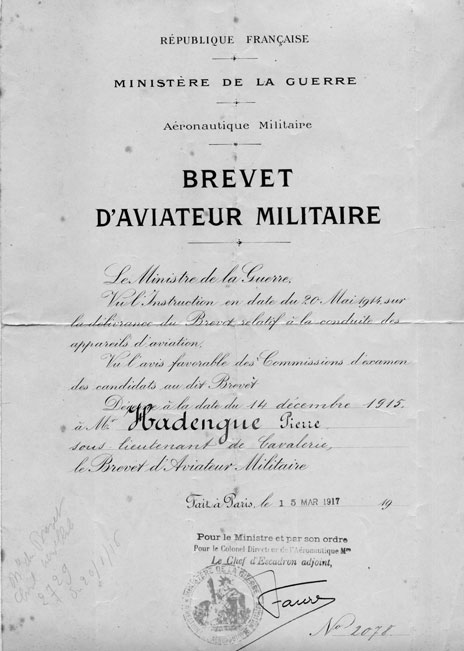 RÉPUBLIQUE FRANÇAISE
MINISTÈRE DE LA GUERRE
Aéronautique Militaire
BREVET
D'AVIATEUR MILITAIRE
Le Ministre de la Guerre,
Vu l'Instruction en date du 20 Mai 1914, sur
la délivrance du Brevet relatif à la conduite des
appareils d'aviation,
Vu l'avis favorable des Commissions d'examen
des candidats au dit Brevet
Délivre à la date du 14 décembre 1915.
à Mr Hadengue Pierre
sous lieutenant de Cavalerie,
le Brevet d'Aviateur Militaire
Fait à Paris, le 15 MAR 1917 19
Pour le Ministre et par son ordre
Pour le Colonel Directeur de l'Aéronautique Mre
Le Chef d'Escadron adjoint,
Faure
No 2078